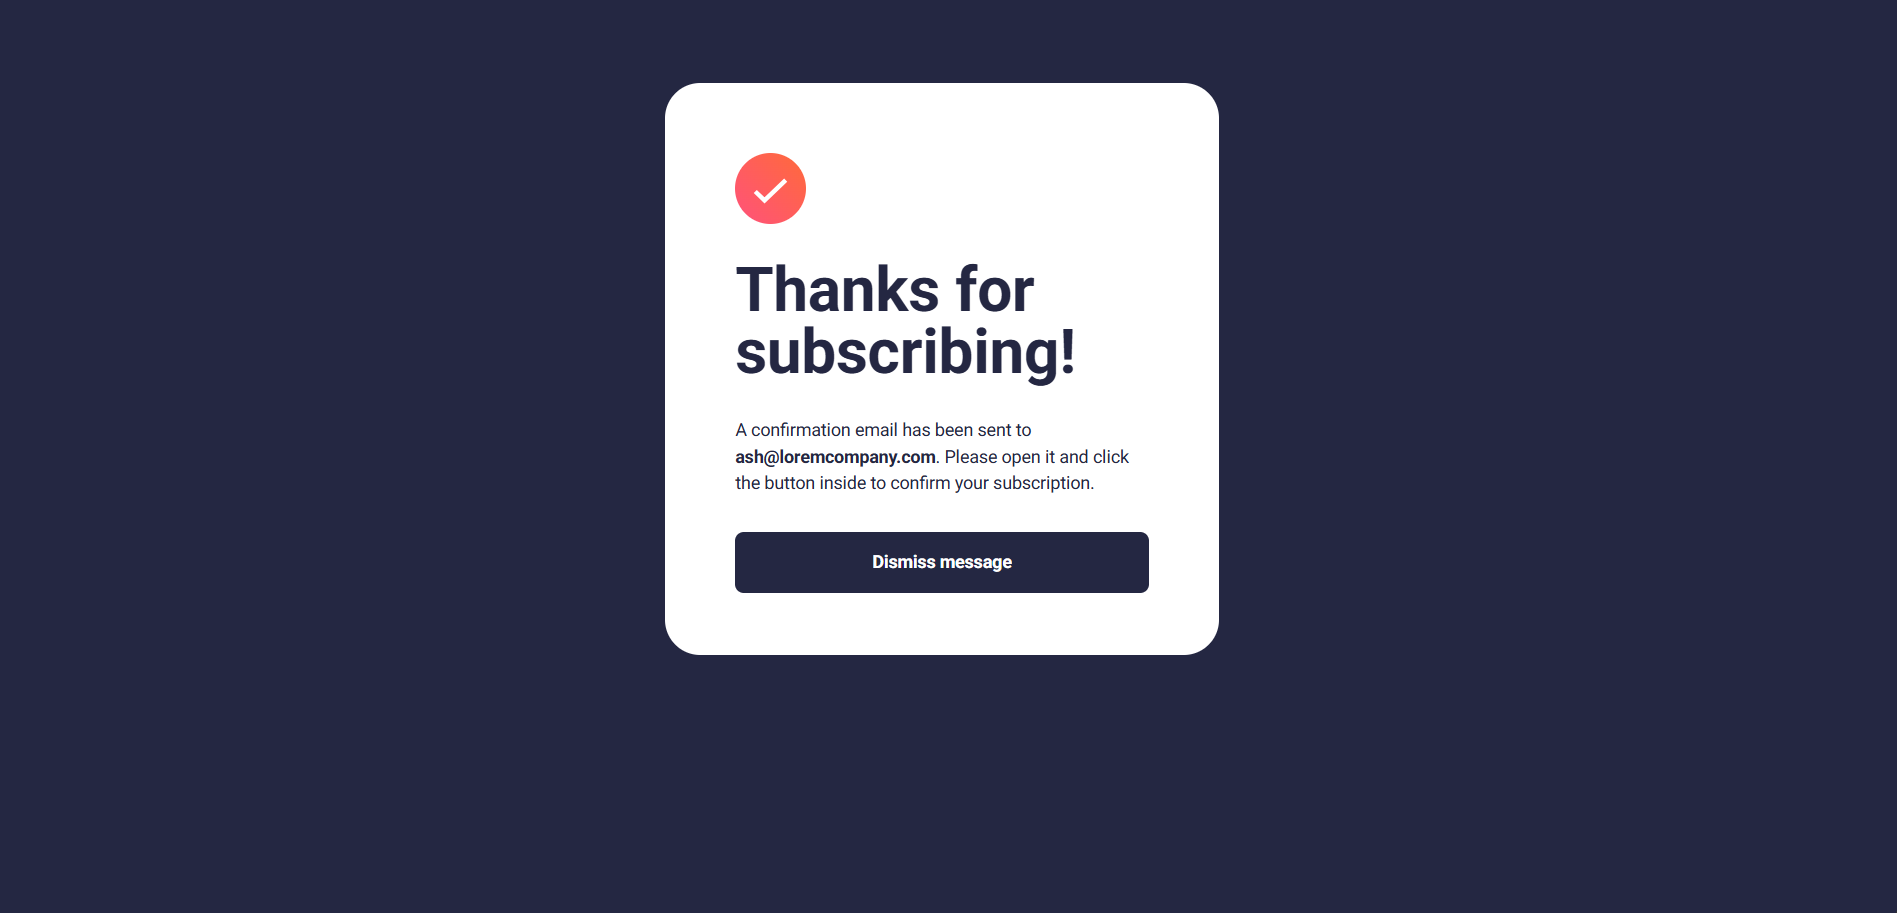 Thanks for
subscribing!
A confirmation email has been sent to
ash@loremcompany.com. Please open it and click
the button inside to confirm your subscription.
Dismiss message